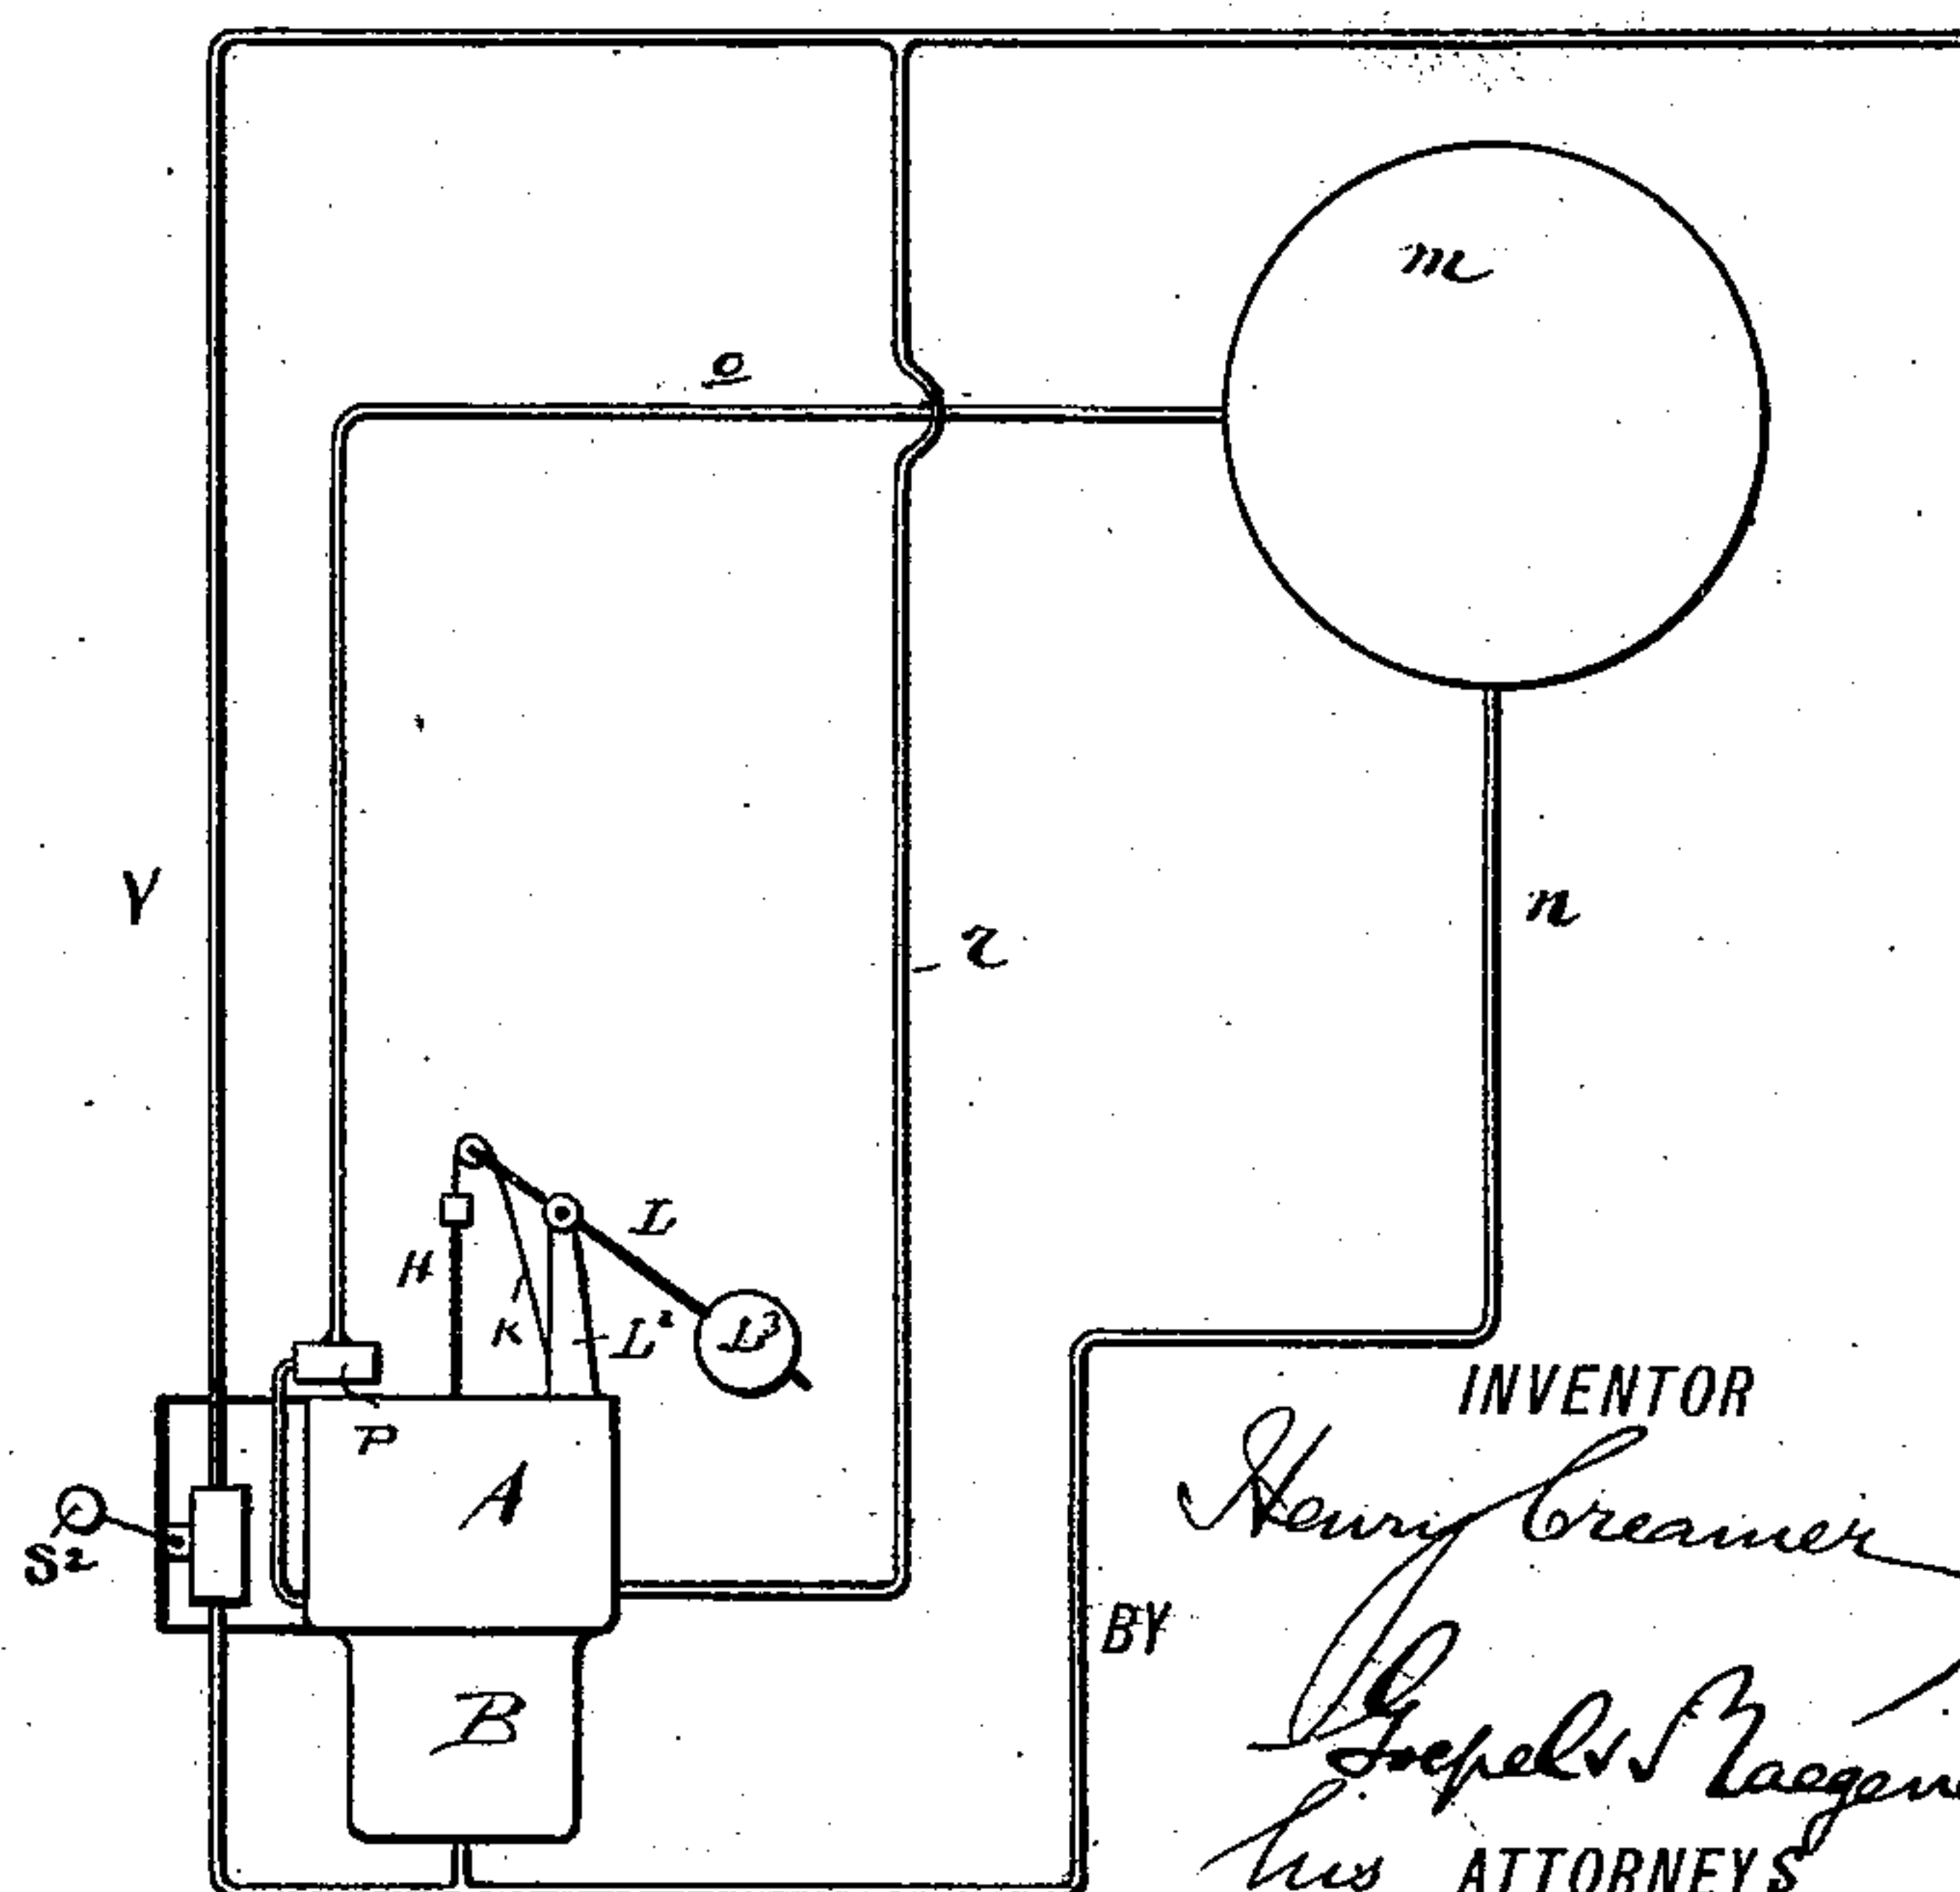 m
o
Y
n
r
L
H
K
L²
L³
P
A
S²
B
INVENTOR
Henry Creamer
BY
his ATTORNEYS